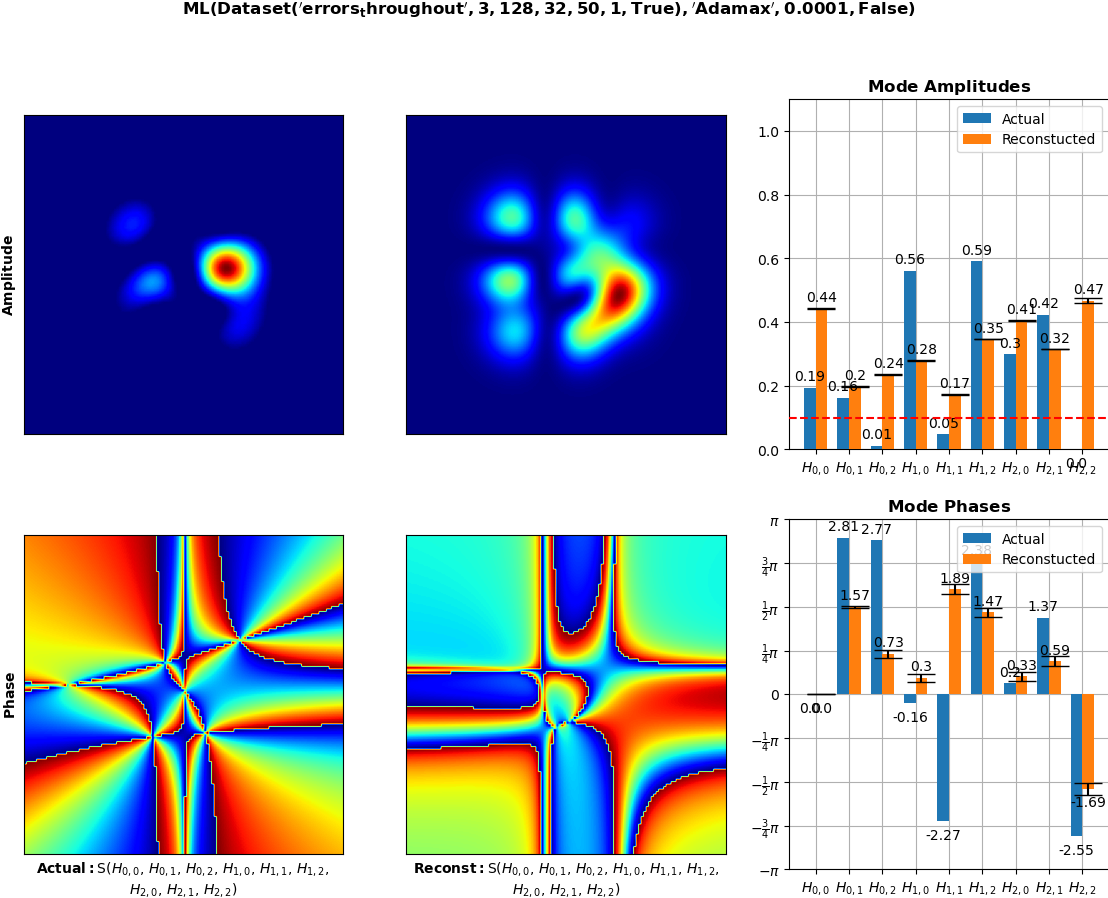 ML(Dataset('errors_throughout', 3, 128, 32, 50, 1, True), 'Adamax', 0.0001, False)
Amplitude
Mode Amplitudes
Actual
Reconstucted
1.0
0.8
0.6
0.4
0.2
0.0
0.19
0.44
0.16
0.2
0.01
0.24
0.56
0.28
0.05
0.17
0.59
0.35
0.3
0.41
0.42
0.32
0.0
0.47
H0,0 H0,1 H0,2 H1,0 H1,1 H1,2 H2,0 H2,1 H2,2
Phase
Mode Phases
Actual
Reconstucted
π
3/4π
1/2π
1/4π
0
−1/4π
−1/2π
−3/4π
−π
0.0
0.0
2.81
1.57
2.77
0.73
-0.16
0.3
-2.27
1.89
2.38
1.47
0.2
0.33
1.37
0.59
-2.55
-1.69
H0,0 H0,1 H0,2 H1,0 H1,1 H1,2 H2,0 H2,1 H2,2
Actual: S(H0,0, H0,1, H0,2, H1,0, H1,1, H1,2,
H2,0, H2,1, H2,2)
Reconst: S(H0,0, H0,1, H0,2, H1,0, H1,1, H1,2,
H2,0, H2,1, H2,2)